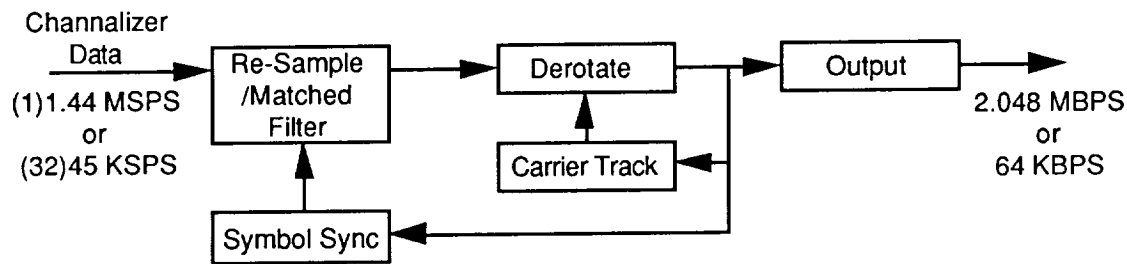 Channalizer
Data
(1)1.44 MSPS
or
(32)45 KSPS
Re-Sample
/Matched
Filter
Derotate
Output
2.048 MBPS
or
64 KBPS
Carrier Track
Symbol Sync